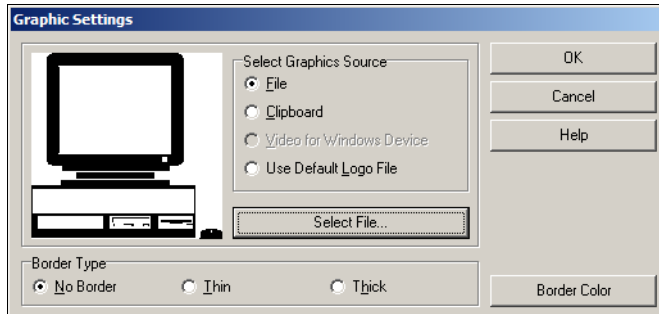 Graphic Settings
Select Graphics Source
File
Clipboard
Video for Windows Device
Use Default Logo File
Select File...
OK
Cancel
Help
Border Type
No Border
Thin
Thick
Border Color